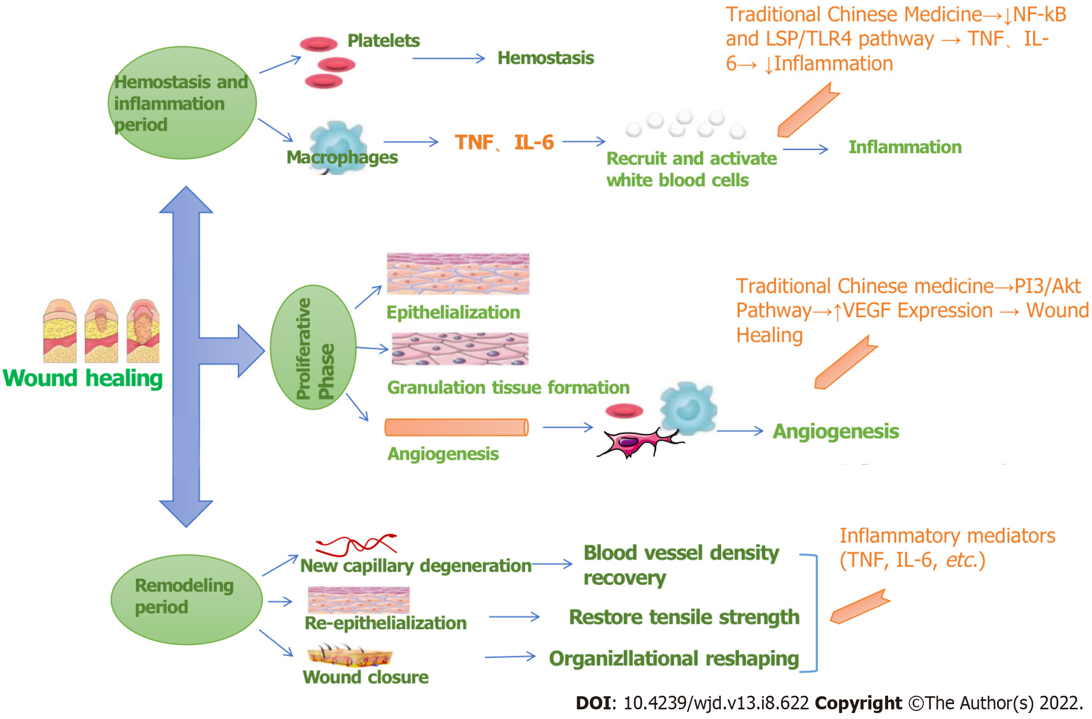 Traditional Chinese Medicine→↓NF-kB
and LSP/TLR4 pathway → TNF、IL-
6→ ↓Inflammation
Hemostasis and
inflammation
period
Platelets
Hemostasis
Macrophages
TNF、IL-6
Recruit and activate
white blood cells
Inflammation
Wound healing
Proliferative
Phase
Epithelialization
Granulation tissue formation
Angiogenesis
Angiogenesis
Traditional Chinese medicine→PI3/Akt
Pathway→↑VEGF Expression → Wound
Healing
Remodeling
period
New capillary degeneration
Blood vessel density
recovery
Re-epithelialization
Restore tensile strength
Wound closure
Organizllational reshaping
Inflammatory mediators
(TNF, IL-6, etc.)
DOI: 10.4239/wjd.v13.i8.622 Copyright ©The Author(s) 2022.